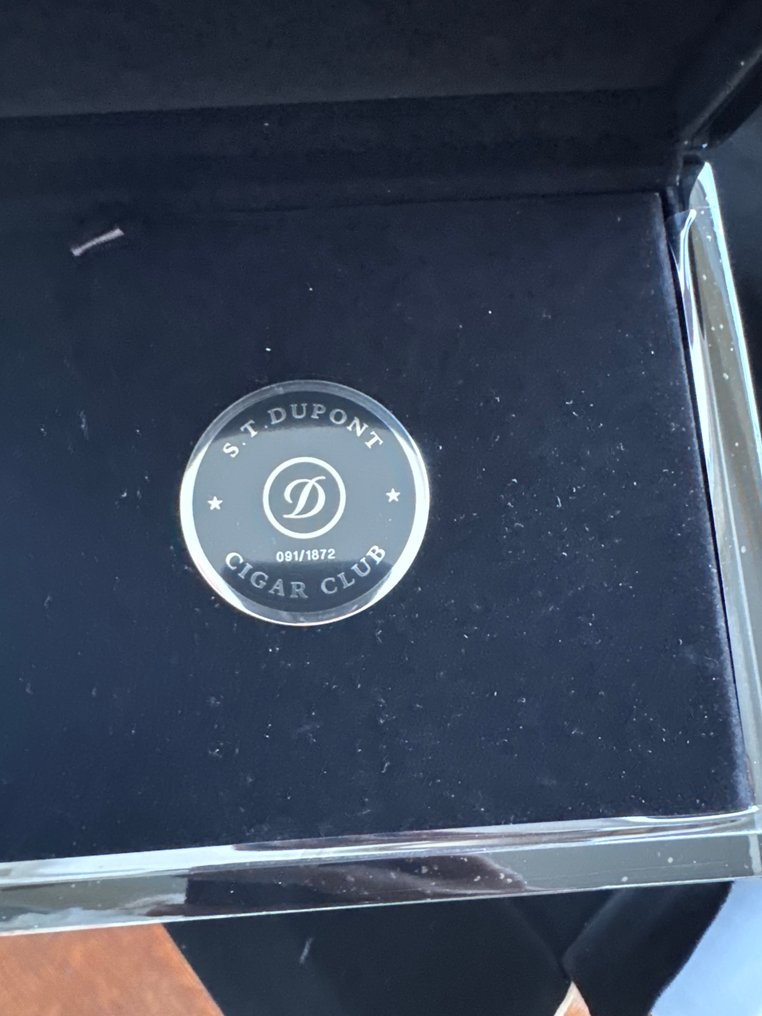 S.T. DUPONT
D
091/1872
CIGAR CLUB